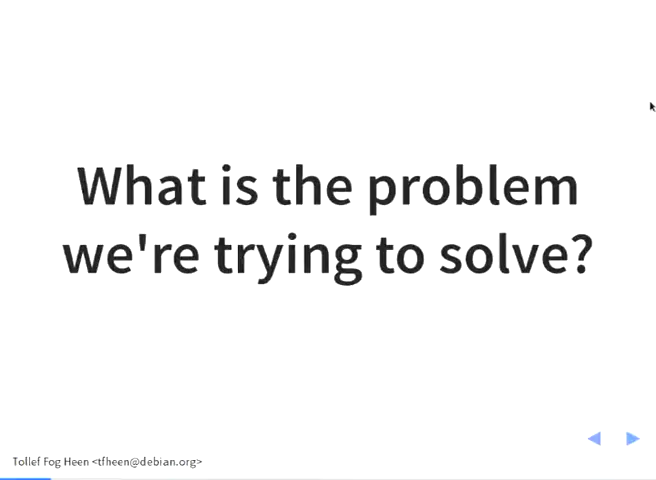 What is the problem
we're trying to solve?
Tollef Fog Heen <tfheen@debian.org>